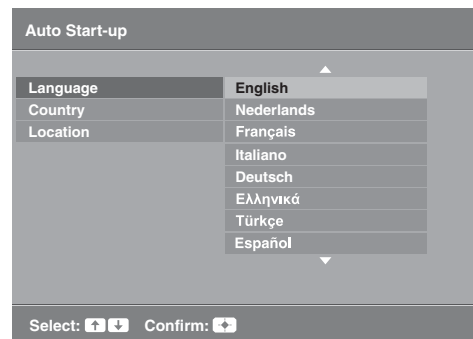 Auto Start-up
Language
Country
Location
English
Nederlands
Français
Italiano
Deutsch
Ελληνικά
Türkçe
Español
Select: Confirm: